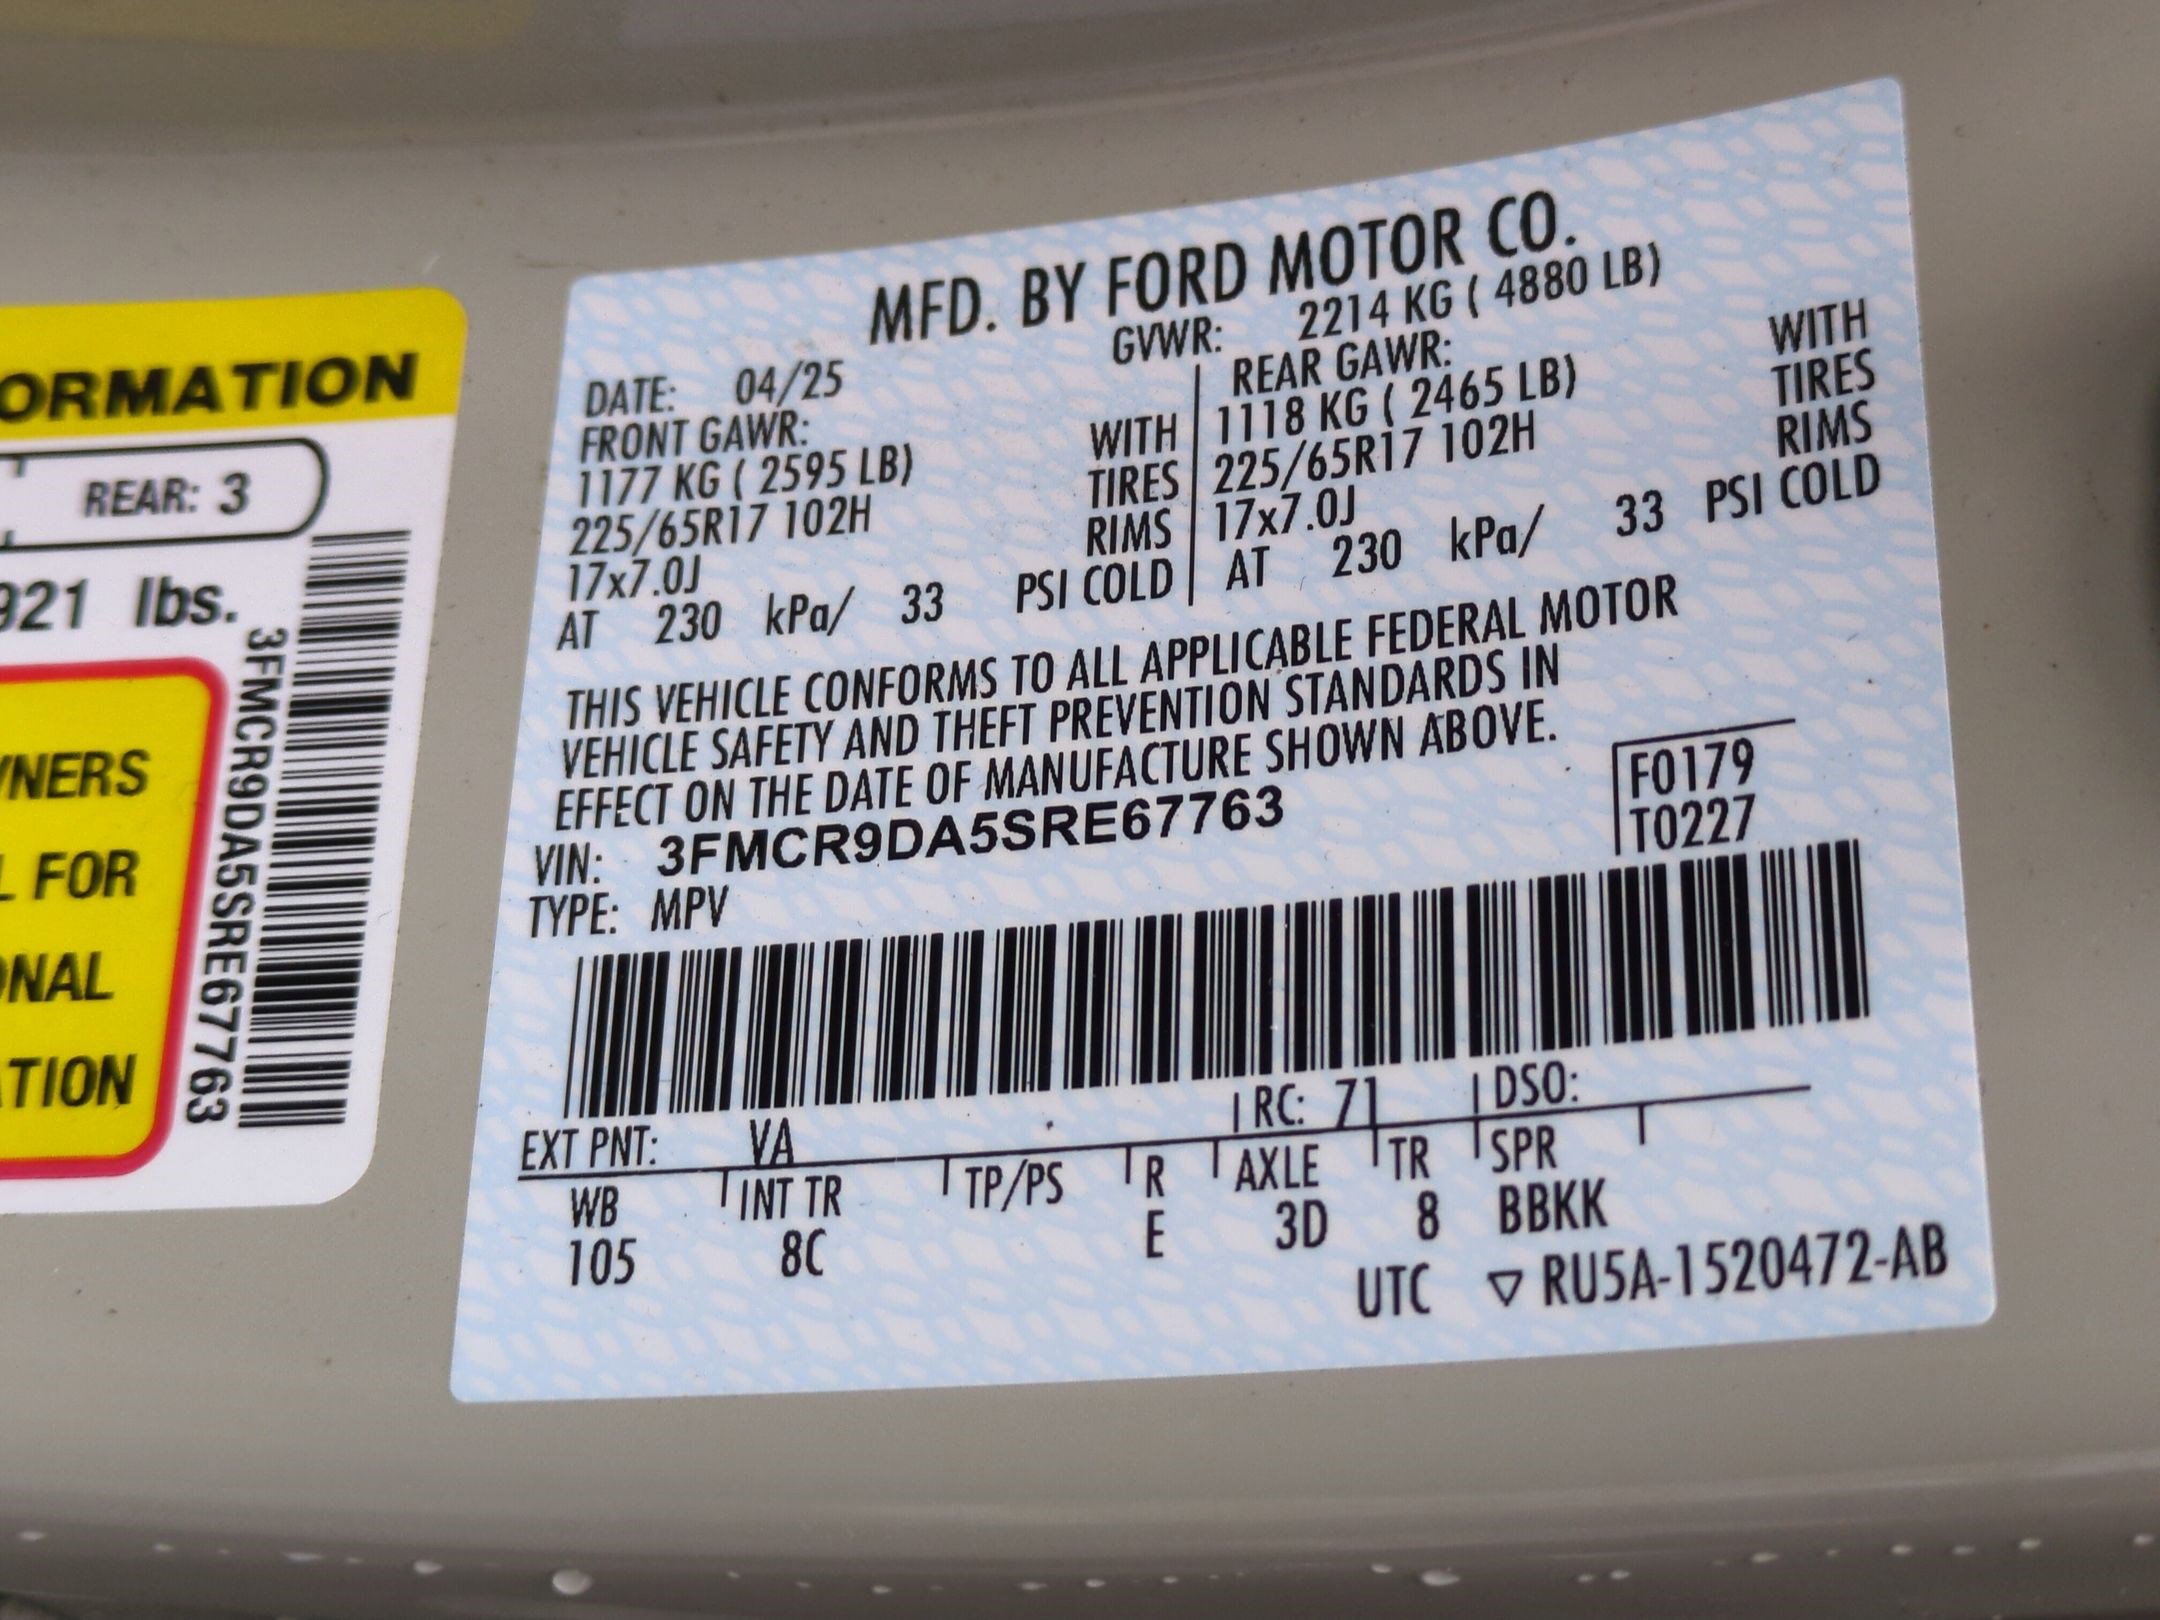 ORMATION
REAR: 3
921 lbs.
3FMCR9DA5SRE67763
NERS
L FOR
ONAL
ATION
MFD. BY FORD MOTOR CO.
DATE: 04/25 GVWR: 2214 KG ( 4880 LB)
FRONT GAWR: REAR GAWR:
1177 KG ( 2595 LB) WITH 1118 KG ( 2465 LB) WITH
225/65R17 102H TIRES 225/65R17 102H TIRES
17x7.0J RIMS 17x7.0J RIMS
AT 230 kPa/ 33 PSI COLD AT 230 kPa/ 33 PSI COLD
THIS VEHICLE CONFORMS TO ALL APPLICABLE FEDERAL MOTOR
VEHICLE SAFETY AND THEFT PREVENTION STANDARDS IN
EFFECT ON THE DATE OF MANUFACTURE SHOWN ABOVE.
F0179
T0227
VIN: 3FMCR9DA5SRE67763
TYPE: MPV
EXT PNT: VA RC: 71 DSO:
WB INT TR TP/PS R AXLE TR SPR
105 8C E 3D 8 BBKK
UTC ▽ RU5A-1520472-AB